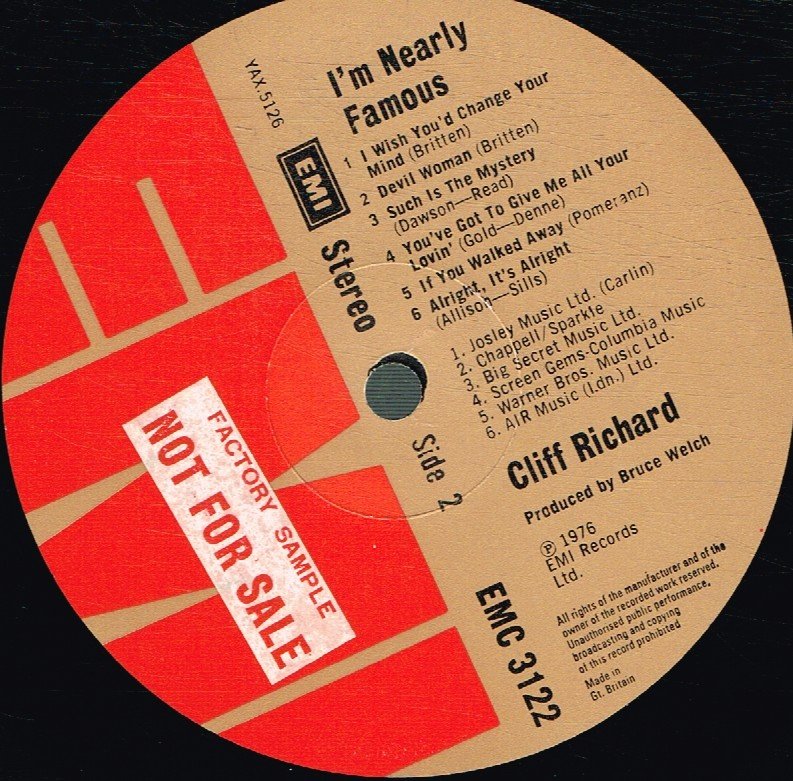 YAX.5126
I'm Nearly
Famous
1 I Wish You'd Change Your
Mind (Britten)
2 Devil Woman (Britten)
3 Such Is The Mystery
(Dawson—Read)
4 You've Got To Give Me All Your
Lovin' (Gold—Denne)
5 If You Walked Away (Pomeranz)
6 Alright, It's Alright
(Allison—Sills)
EMI
Stereo
1. Josley Music Ltd. (Carlin)
2. Chappell/Sparkle
3. Big Secret Music Ltd.
4. Screen Gems-Columbia Music
5. Warner Bros. Music Ltd.
6. AIR Music (Ldn.) Ltd.
Side 2
Cliff Richard
Produced by Bruce Welch
℗ 1976
EMI Records
Ltd.
EMC 3122
All rights of the manufacturer and of the
owner of the recorded work reserved.
Unauthorised public performance,
broadcasting and copying
of this record prohibited
Made in
Gt. Britain
FACTORY SAMPLE
NOT FOR SALE